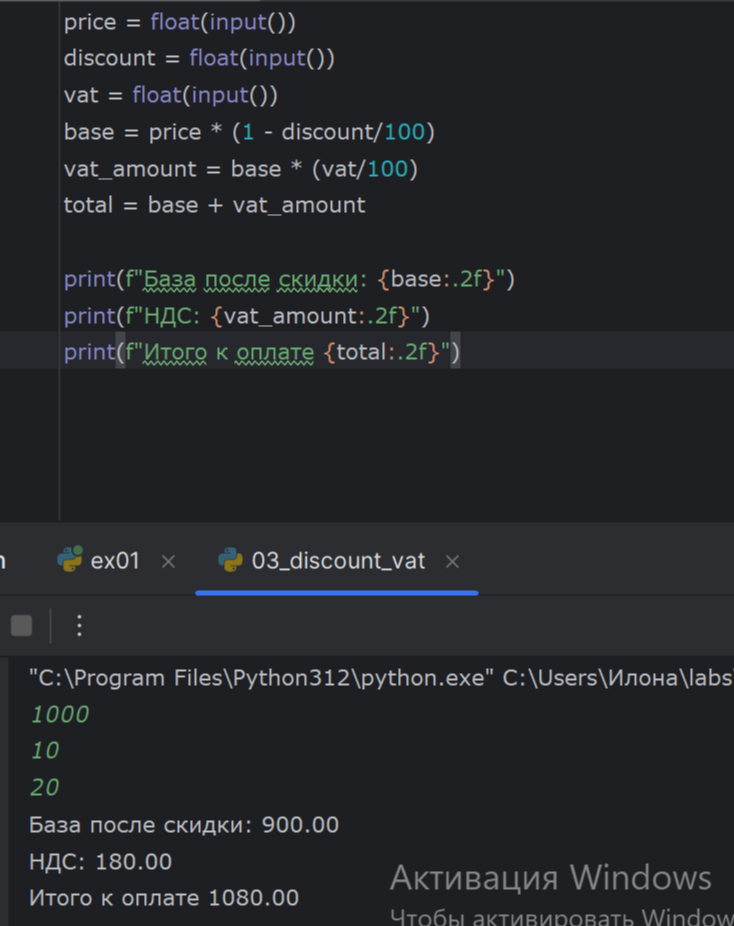 price = float(input())
discount = float(input())
vat = float(input())
base = price * (1 - discount/100)
vat_amount = base * (vat/100)
total = base + vat_amount
print(f"База после скидки: {base:.2f}")
print(f"НДС: {vat_amount:.2f}")
print(f"Итого к оплате {total:.2f}")
ex01 03_discount_vat
"C:\Program Files\Python312\python.exe" C:\Users\Илона\labs
1000
10
20
База после скидки: 900.00
НДС: 180.00
Итого к оплате 1080.00
Активация Windows
Чтобы активировать Window